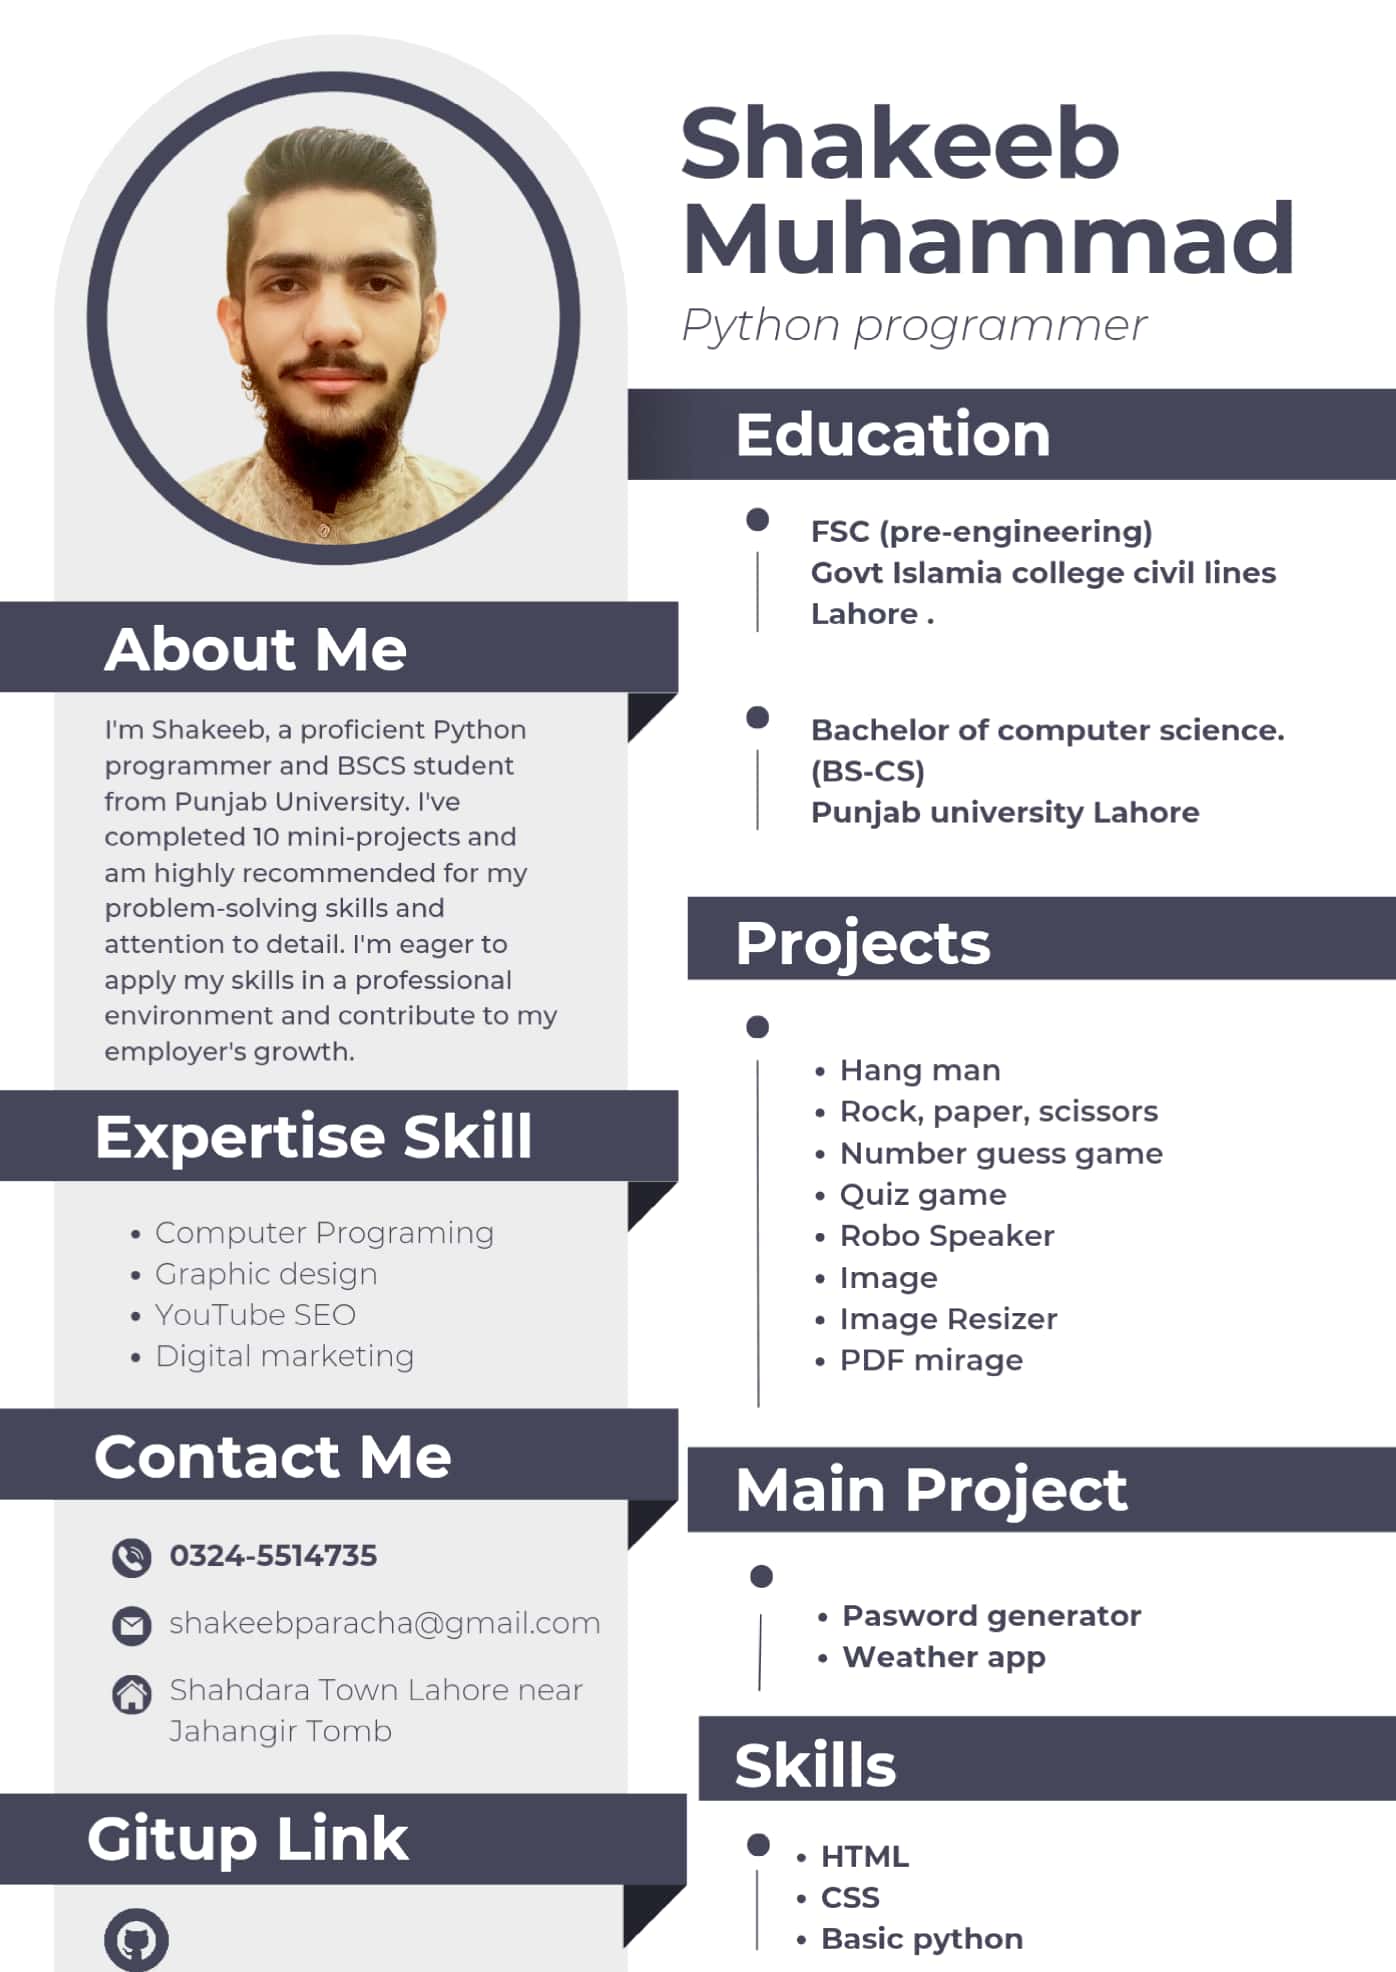 Shakeeb
Muhammad
Python programmer
About Me
I'm Shakeeb, a proficient Python
programmer and BSCS student
from Punjab University. I've
completed 10 mini-projects and
am highly recommended for my
problem-solving skills and
attention to detail. I'm eager to
apply my skills in a professional
environment and contribute to my
employer's growth.
Expertise Skill
Computer Programing
Graphic design
YouTube SEO
Digital marketing
Contact Me
0324-5514735
shakeebparacha@gmail.com
Shahdara Town Lahore near
Jahangir Tomb
Gitup Link
Education
FSC (pre-engineering)
Govt Islamia college civil lines
Lahore .
Bachelor of computer science.
(BS-CS)
Punjab university Lahore
Projects
Hang man
Rock, paper, scissors
Number guess game
Quiz game
Robo Speaker
Image
Image Resizer
PDF mirage
Main Project
Pasword generator
Weather app
Skills
HTML
CSS
Basic python